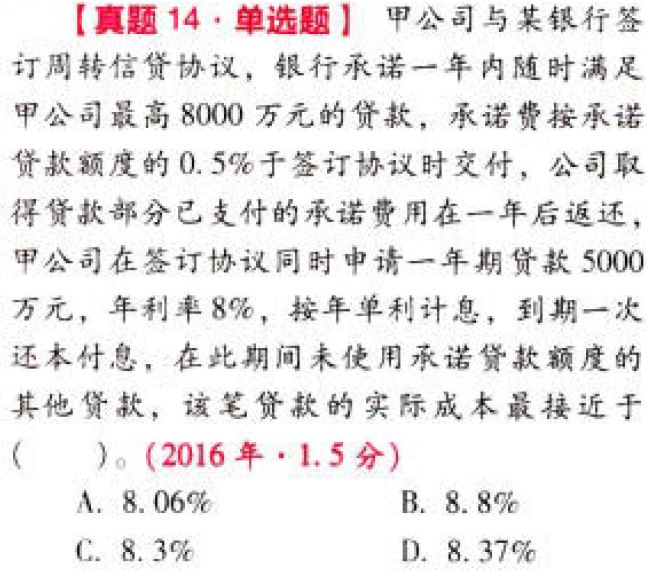 【真题 14·单选题】 甲公司与某银行签
订周转信贷协议，银行承诺一年内随时满足
甲公司最高 8000 万元的贷款，承诺费按承诺
贷款额度的 0.5%于签订协议时交付，公司取
得贷款部分已支付的承诺费用在一年后返还，
甲公司在签订协议同时申请一年期贷款 5000
万元，年利率 8%，按年单利计息，到期一次
还本付息，在此期间未使用承诺贷款额度的
其他贷款，该笔贷款的实际成本最接近于
( )。(2016 年·1.5 分)
A. 8.06% B. 8.8%
C. 8.3% D. 8.37%